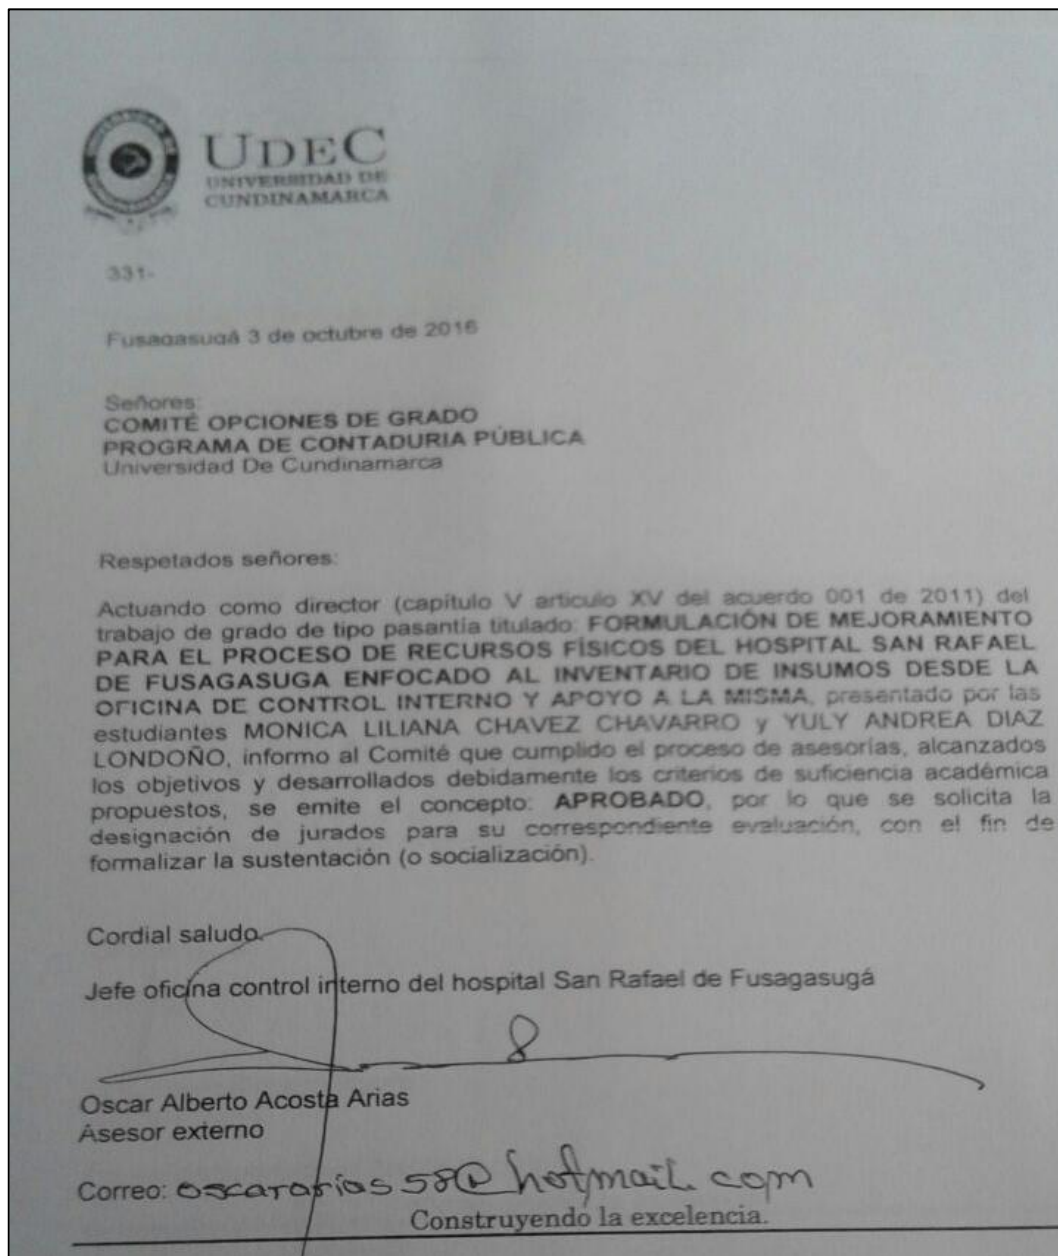 UDEC
UNIVERSIDAD DE
CUNDINAMARCA
331-
Fusagasugá 3 de octubre de 2016
Señores:
COMITÉ OPCIONES DE GRADO
PROGRAMA DE CONTADURIA PÚBLICA
Universidad De Cundinamarca
Respetados señores:
Actuando como director (capítulo V articulo XV del acuerdo 001 de 2011) del
trabajo de grado de tipo pasantía titulado: FORMULACIÓN DE MEJORAMIENTO
PARA EL PROCESO DE RECURSOS FÍSICOS DEL HOSPITAL SAN RAFAEL
DE FUSAGASUGA ENFOCADO AL INVENTARIO DE INSUMOS DESDE LA
OFICINA DE CONTROL INTERNO Y APOYO A LA MISMA, presentado por las
estudiantes MONICA LILIANA CHAVEZ CHAVARRO y YULY ANDREA DIAZ
LONDOÑO, informo al Comité que cumplido el proceso de asesorías, alcanzados
los objetivos y desarrollados debidamente los criterios de suficiencia académica
propuestos, se emite el concepto: APROBADO, por lo que se solicita la
designación de jurados para su correspondiente evaluación, con el fin de
formalizar la sustentación (o socialización).
Cordial saludo
Jefe oficina control interno del hospital San Rafael de Fusagasugá
Oscar Alberto Acosta Arias
Asesor externo
Correo: oscararias58@hotmail.com
Construyendo la excelencia.